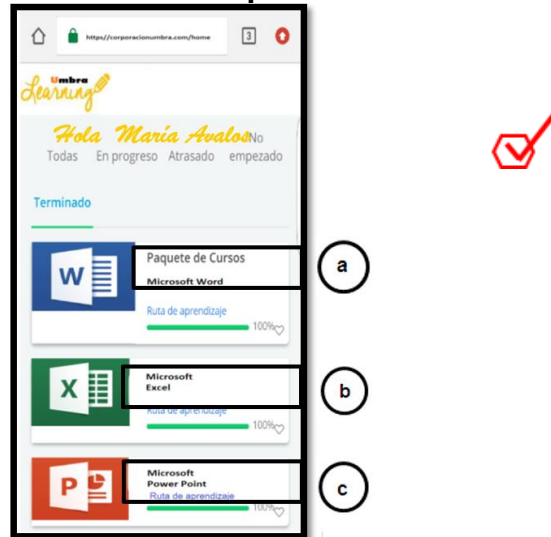 https//corporacionumbra.com/home 3
Umbra
Learning
Hola María Avalos No
Todas En progreso Atrasado empezado
Terminado
W
Paquete de Cursos
Microsoft Word
Ruta de aprendizaje
100%
a
X
Microsoft
Excel
Ruta de aprendizaje
100%
b
P
Microsoft
Power Point
Ruta de aprendizaje
100%
c